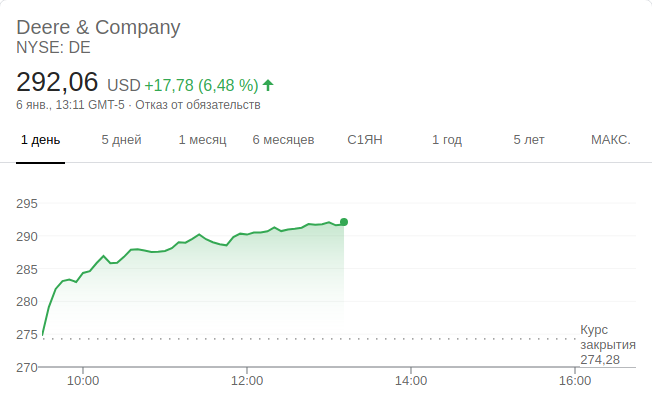 Deere & Company
NYSE: DE
292,06 USD +17,78 (6,48 %)
6 янв., 13:11 GMT-5 · Отказ от обязательств
1 день 5 дней 1 месяц 6 месяцев С1ЯН 1 год 5 лет МАКС.
295
290
285
280
275
270
Курс
закрытия
274,28
10:00 12:00 14:00 16:00